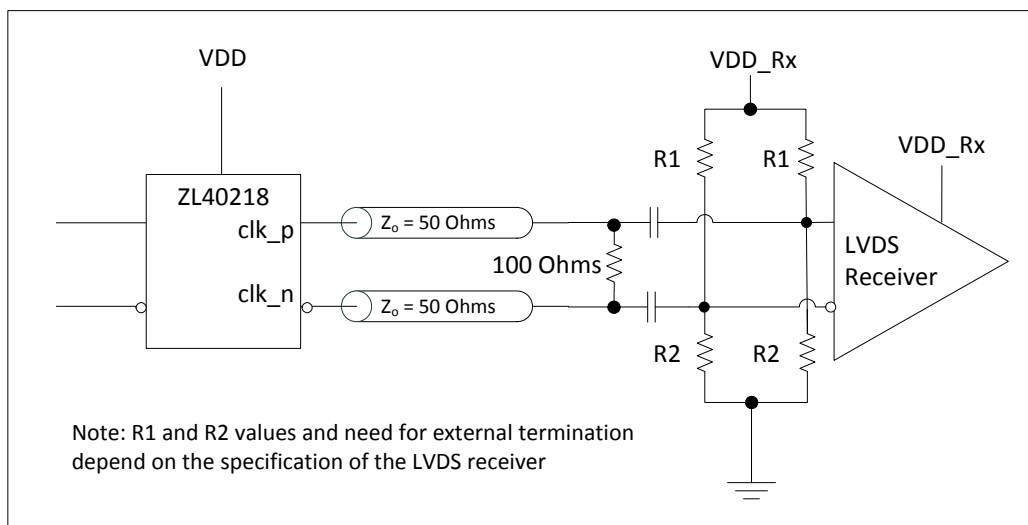 VDD
VDD_Rx
R1
R1
VDD_Rx
ZL40218
clk_p
Zo = 50 Ohms
100 Ohms
LVDS
Receiver
clk_n
Zo = 50 Ohms
R2
R2
Note: R1 and R2 values and need for external termination
depend on the specification of the LVDS receiver